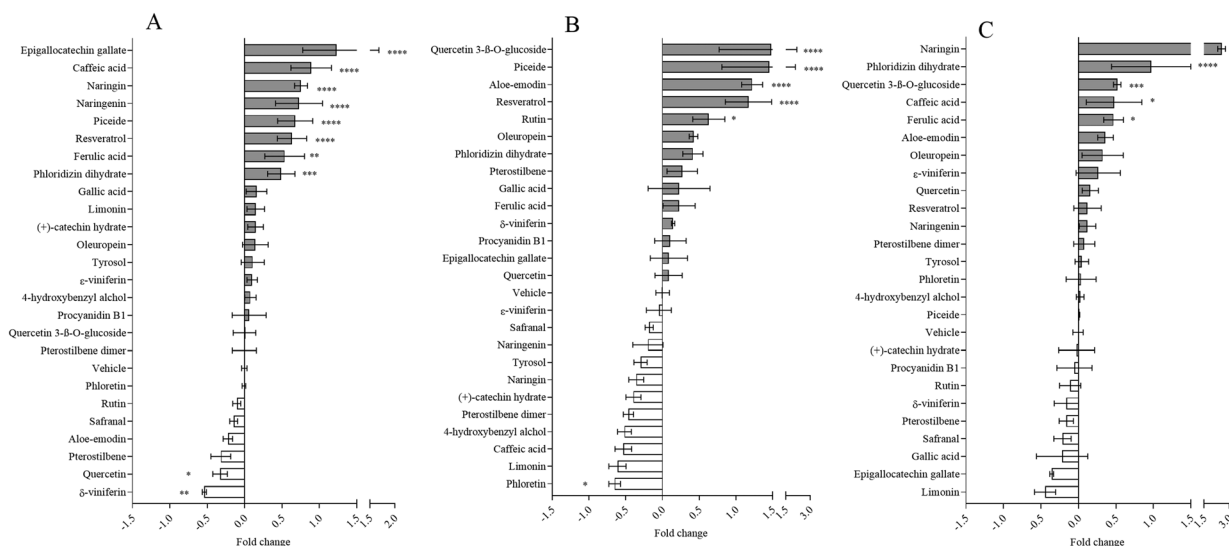 A
Epigallocatechin gallate
****
Caffeic acid
****
Naringin
****
Naringenin
****
Piceide
****
Resveratrol
****
Ferulic acid
**
Phloridizin dihydrate
***
Gallic acid
Limonin
(+)-catechin hydrate
Oleuropein
Tyrosol
ε-viniferin
4-hydroxybenzyl alchol
Procyanidin B1
Quercetin 3-β-O-glucoside
Pterostilbene dimer
Vehicle
Phloretin
Rutin
Safranal
Aloe-emodin
Pterostilbene
Quercetin
*
δ-viniferin
**
-1.5 -1.0 -0.5 0.0 0.5 1.0 1.5 2.0
Fold change
B
Quercetin 3-β-O-glucoside
****
Piceide
****
Aloe-emodin
****
Resveratrol
****
Rutin
*
Oleuropein
Phloridizin dihydrate
Pterostilbene
Gallic acid
Ferulic acid
δ-viniferin
Procyanidin B1
Epigallocatechin gallate
Quercetin
Vehicle
ε-viniferin
Safranal
Naringenin
Tyrosol
Naringin
(+)-catechin hydrate
Pterostilbene dimer
4-hydroxybenzyl alchol
Caffeic acid
Limonin
Phloretin
*
-1.5 -1.0 -0.5 0.0 0.5 1.0 1.5 2.0
Fold change
C
Naringin
Phloridizin dihydrate
****
Quercetin 3-β-O-glucoside
***
Caffeic acid
*
Ferulic acid
*
Aloe-emodin
Oleuropein
ε-viniferin
Quercetin
Resveratrol
Naringenin
Pterostilbene dimer
Tyrosol
Phloretin
4-hydroxybenzyl alchol
Piceide
Vehicle
(+)-catechin hydrate
Procyanidin B1
Rutin
δ-viniferin
Pterostilbene
Safranal
Gallic acid
Epigallocatechin gallate
Limonin
-1.5 -1.0 -0.5 0.0 0.5 1.0 1.5 3.0
Fold change